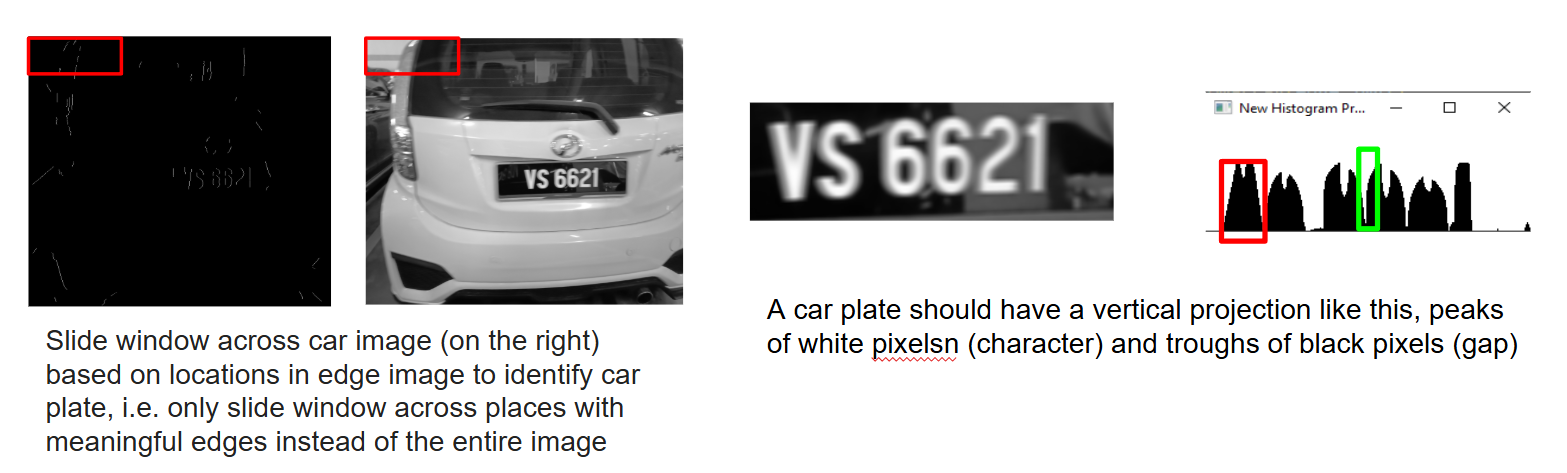 VS 6621
VS 6621
VS 6621
New Histogram Pr...
Slide window across car image (on the right)
based on locations in edge image to identify car
plate, i.e. only slide window across places with
meaningful edges instead of the entire image
A car plate should have a vertical projection like this, peaks
of white pixelsn (character) and troughs of black pixels (gap)